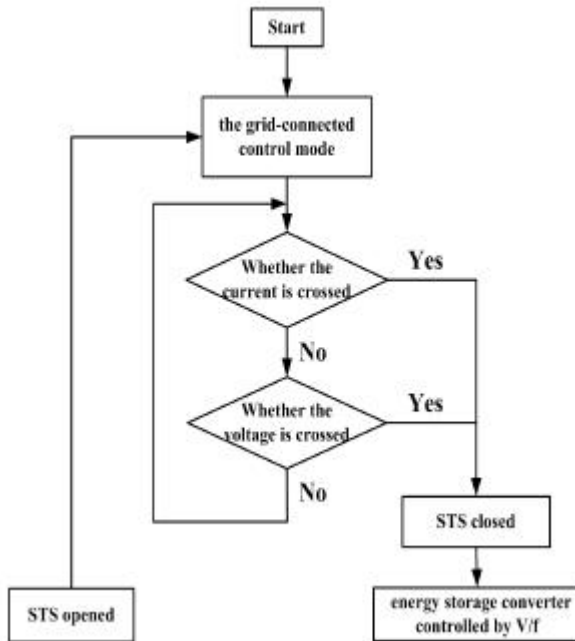 Start
the grid-connected
control mode
Whether the
current is crossed
Yes
No
Whether the
voltage is crossed
Yes
No
STS closed
STS opened
energy storage converter
controlled by V/f